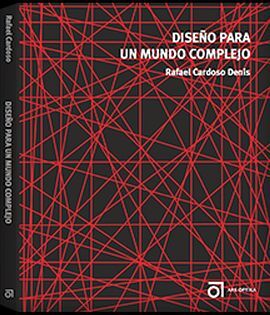 Rafael Cardoso
DISEÑO PARA UN MUNDO COMPLEJO
DISEÑO PARA
UN MUNDO COMPLEJO
Rafael Cardoso Denis
ARS OPTIKA